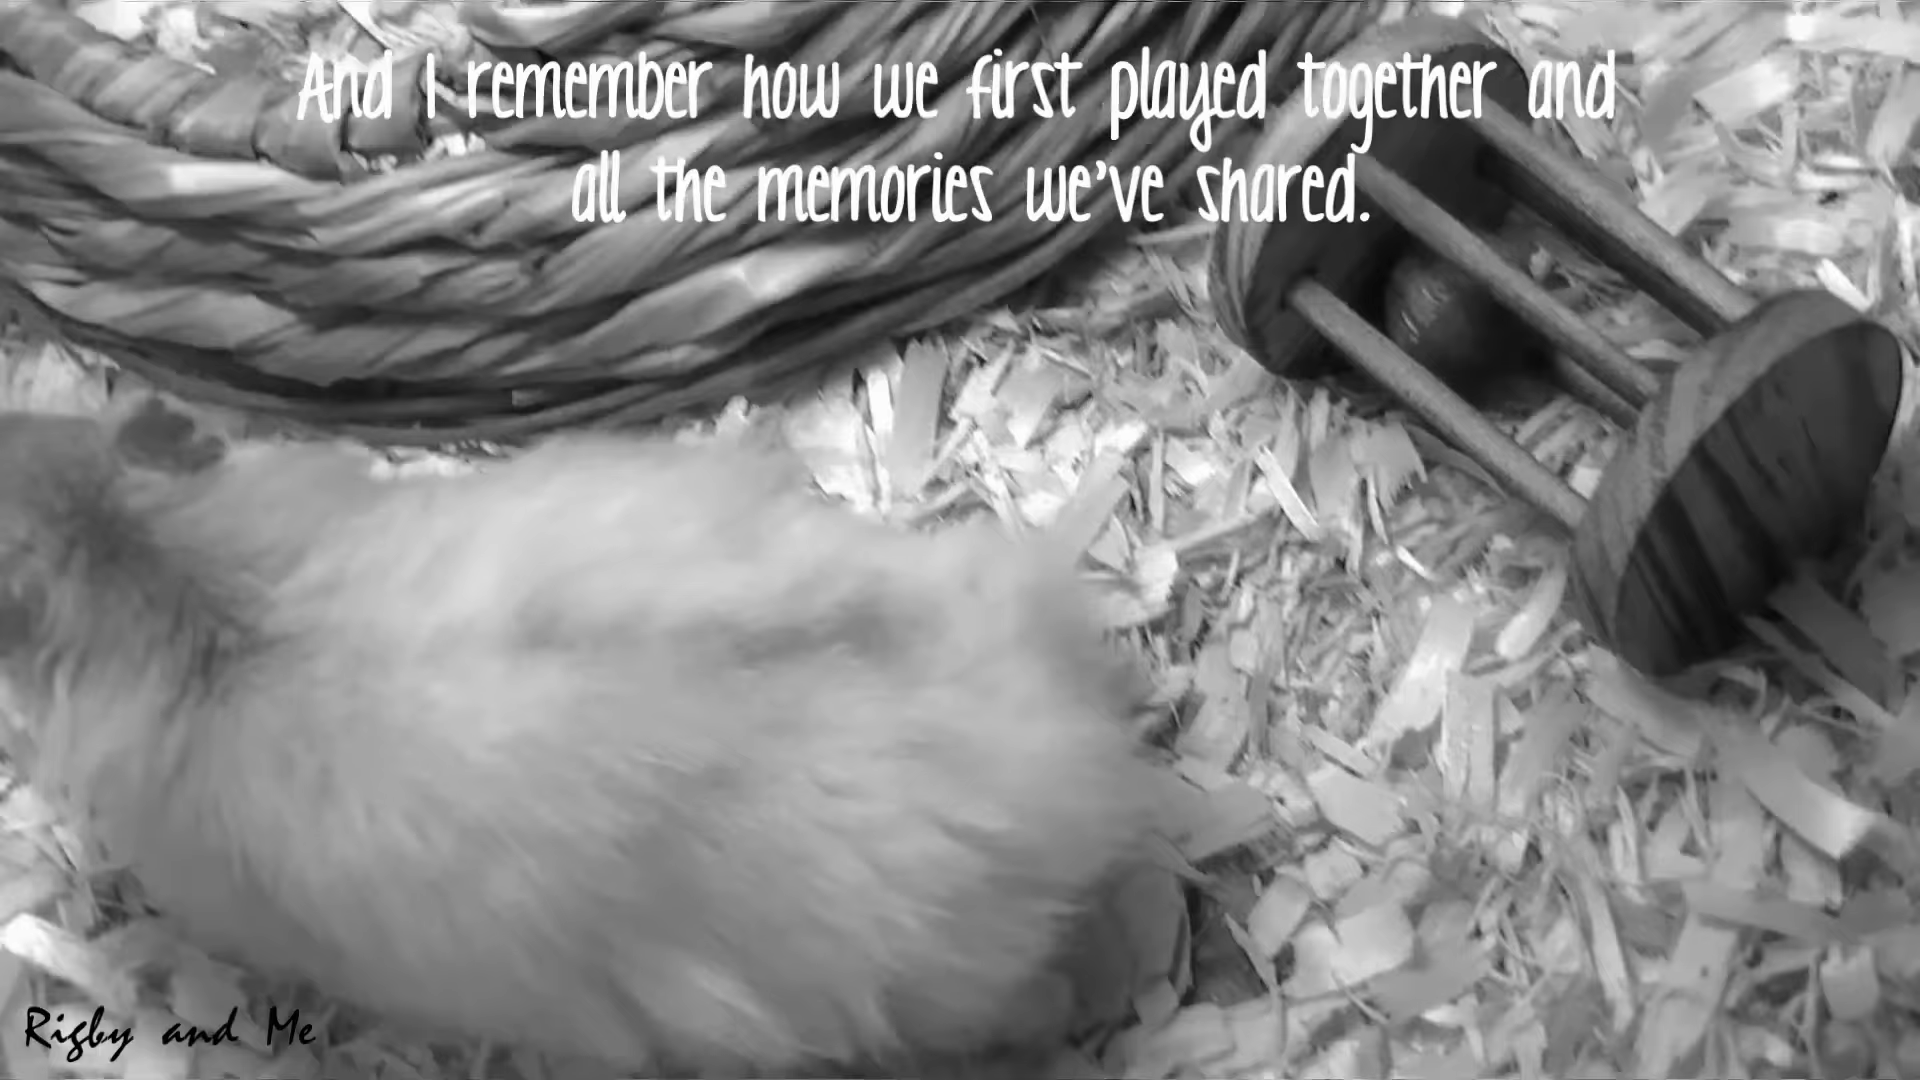 And I remember how we first played together and
all the memories we've shared.
Rigby and Me